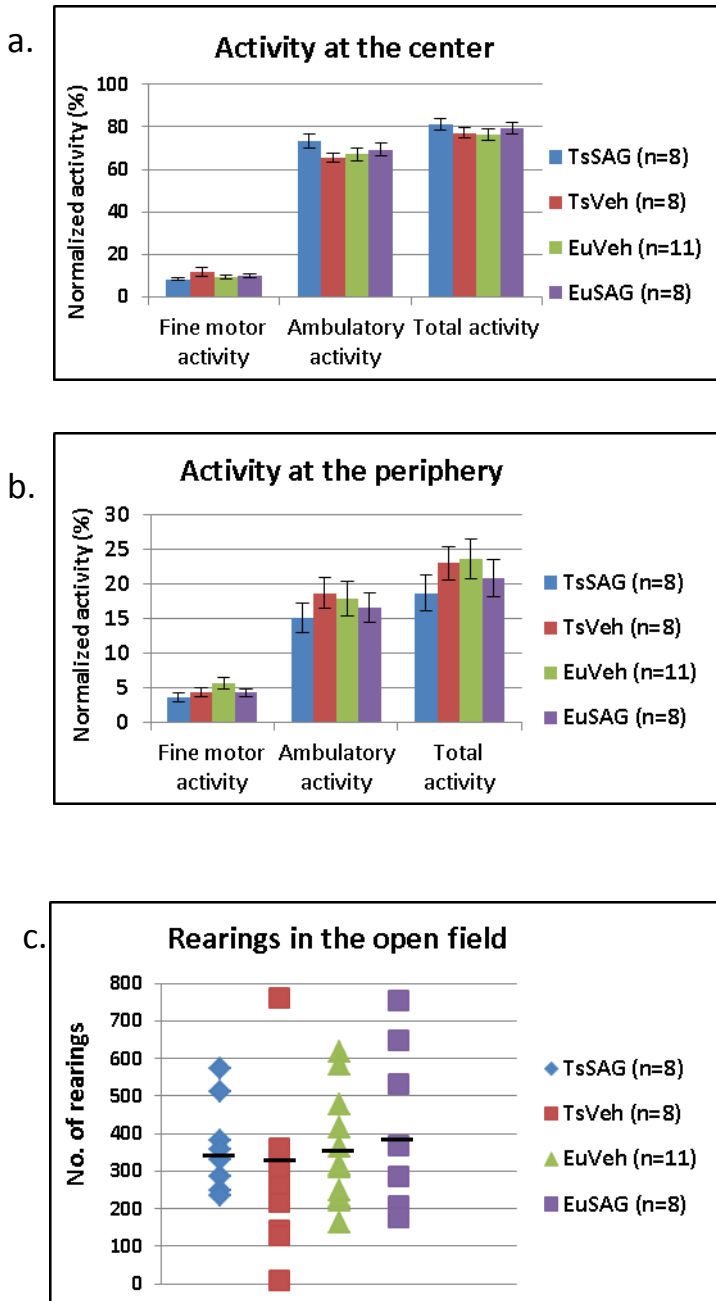 a.
Activity at the center
Normalized activity (%)
100
80
60
40
20
0
Fine motor activity
Ambulatory activity
Total activity
TsSAG (n=8)
TsVeh (n=8)
EuVeh (n=11)
EuSAG (n=8)
b.
Activity at the periphery
Normalized activity (%)
30
25
20
15
10
5
0
Fine motor activity
Ambulatory activity
Total activity
TsSAG (n=8)
TsVeh (n=8)
EuVeh (n=11)
EuSAG (n=8)
c.
Rearings in the open field
No. of rearings
800
700
600
500
400
300
200
100
0
TsSAG (n=8)
TsVeh (n=8)
EuVeh (n=11)
EuSAG (n=8)